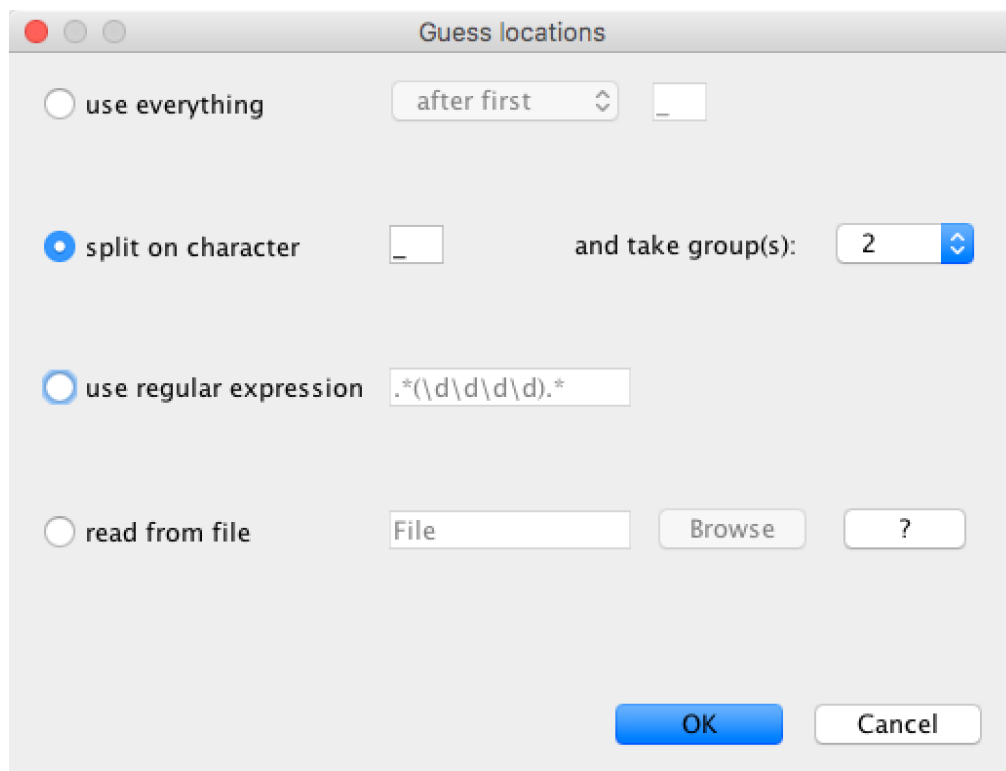 Guess locations
use everything after first _
split on character _ and take group(s): 2
use regular expression .*(\d\d\d\d).*
read from file File Browse ?
OK Cancel